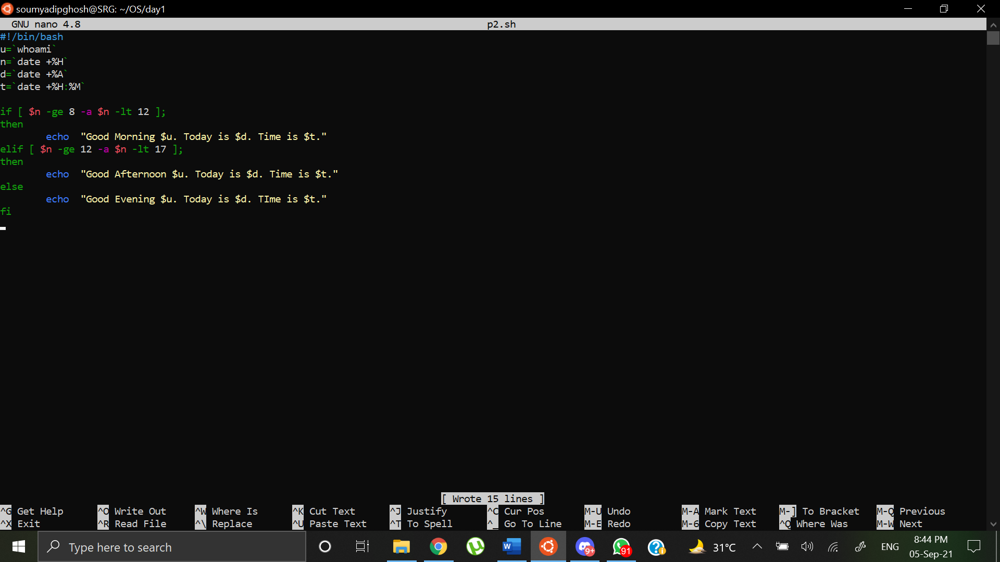 soumyadipghosh@SRG: ~/OS/day1
GNU nano 4.8 p2.sh
#!/bin/bash
u=`whoami`
n=`date +%H`
d=`date +%A`
t=`date +%H:%M`
if [ $n -ge 8 -a $n -lt 12 ];
then
echo "Good Morning $u. Today is $d. Time is $t."
elif [ $n -ge 12 -a $n -lt 17 ];
then
echo "Good Afternoon $u. Today is $d. Time is $t."
else
echo "Good Evening $u. Today is $d. TIme is $t."
fi
[ Wrote 15 lines ]
^G Get Help ^O Write Out ^W Where Is ^K Cut Text ^J Justify ^C Cur Pos M-U Undo M-A Mark Text M-] To Bracket M-Q Previous
^X Exit ^R Read File ^\ Replace ^U Paste Text ^T To Spell ^_ Go To Line M-E Redo M-6 Copy Text ^Q Where Was M-W Next
Type here to search W 9+ 91 31°C ENG 8:44 PM
05-Sep-21